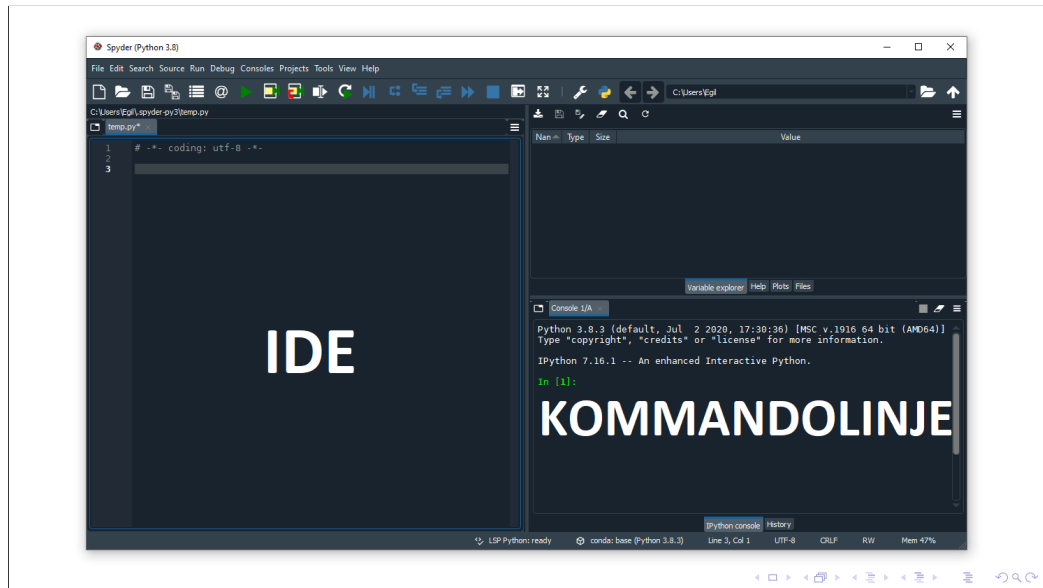 Spyder (Python 3.8)
File Edit Search Source Run Debug Consoles Projects Tools View Help
C:\Users\Egil
C:\Users\Egil\.spyder-py3\temp.py
temp.py*
1 # -*- coding: utf-8 -*-
2
3
IDE
Nan Type Size Value
Variable explorer Help Plots Files
Console 1/A
Python 3.8.3 (default, Jul 2 2020, 17:30:36) [MSC v.1916 64 bit (AMD64)]
Type "copyright", "credits" or "license" for more information.
IPython 7.16.1 -- An enhanced Interactive Python.
In [1]:
KOMMANDOLINJE
IPython console History
LSP Python: ready conda: base (Python 3.8.3) Line 3, Col 1 UTF-8 CRLF RW Mem 47%